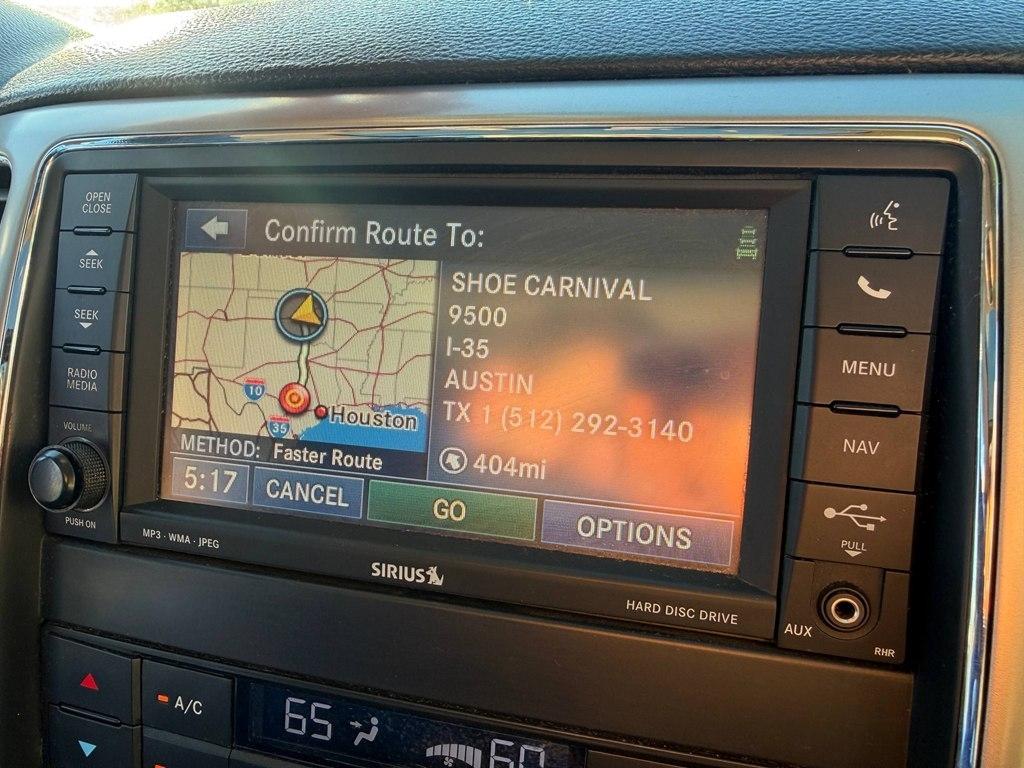 OPEN
CLOSE
SEEK
SEEK
RADIO
MEDIA
VOLUME
PUSH ON
Confirm Route To:
SHOE CARNIVAL
9500
I-35
AUSTIN
TX 1 (512) 292-3140
404mi
10
35
Houston
METHOD: Faster Route
5:17
CANCEL
GO
OPTIONS
MENU
NAV
PULL
AUX
RHR
MP3 · WMA · JPEG
SIRIUS
HARD DISC DRIVE
A/C
65
60